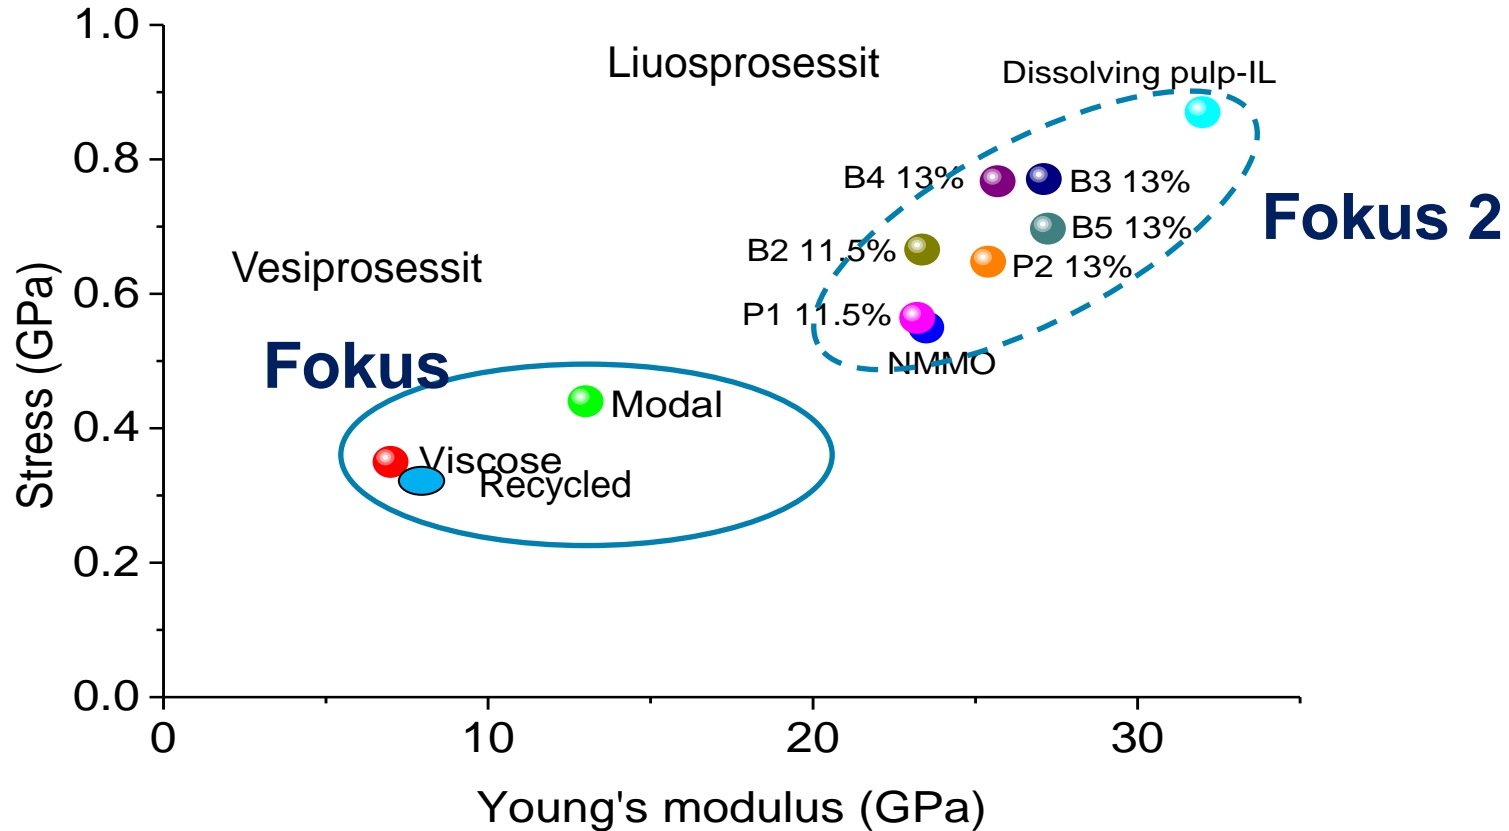 1.0
Liuosprosessit
Dissolving pulp-IL
0.8
B4 13%
B3 13%
Fokus 2
B5 13%
B2 11.5%
P2 13%
Vesiprosessit
0.6
P1 11.5%
NMMO
Fokus
Modal
0.4
Viscose
Recycled
0.2
0.0
0
10
20
30
Stress (GPa)
Young's modulus (GPa)